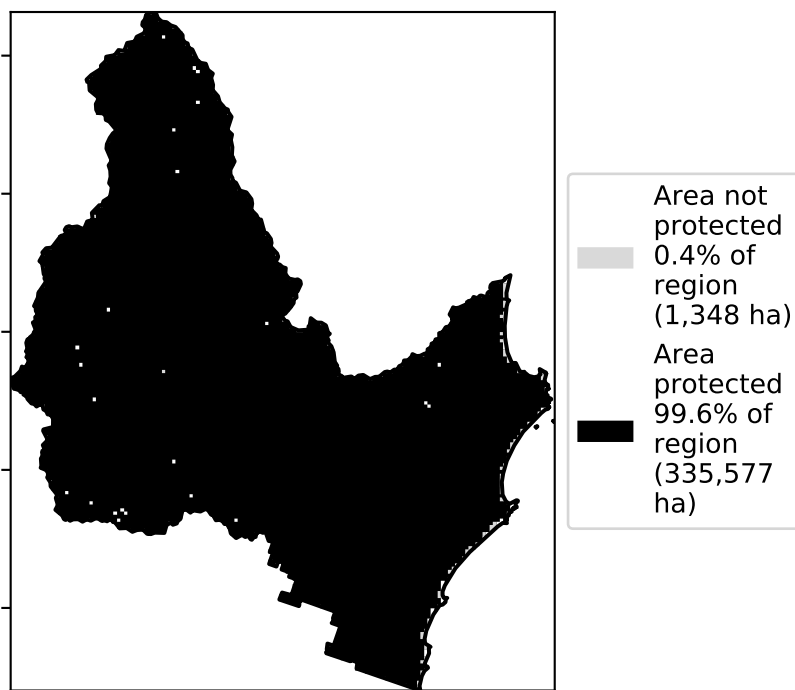 Area not
protected
0.4% of
region
(1,348 ha)
Area
protected
99.6% of
region
(335,577
ha)